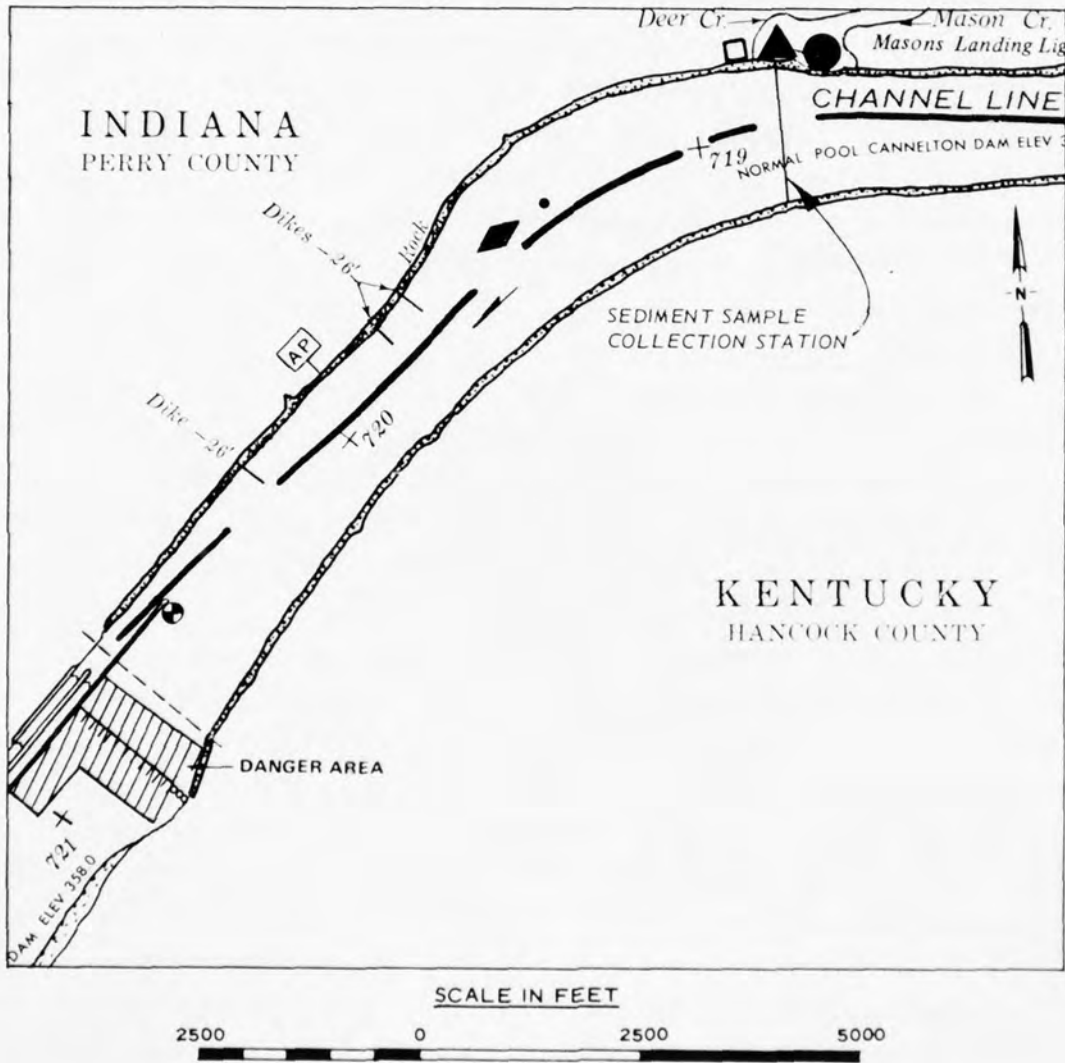 Deer Cr.
Mason Cr.
Masons Landing Lig
CHANNEL LINE
INDIANA
PERRY COUNTY
719
NORMAL POOL CANNELTON DAM ELEV 3
Dikes -26'
Rock
N
SEDIMENT SAMPLE
COLLECTION STATION
AP
Dike -26'
720
KENTUCKY
HANCOCK COUNTY
DANGER AREA
721
DAM ELEV 358.0
SCALE IN FEET
2500 0 2500 5000